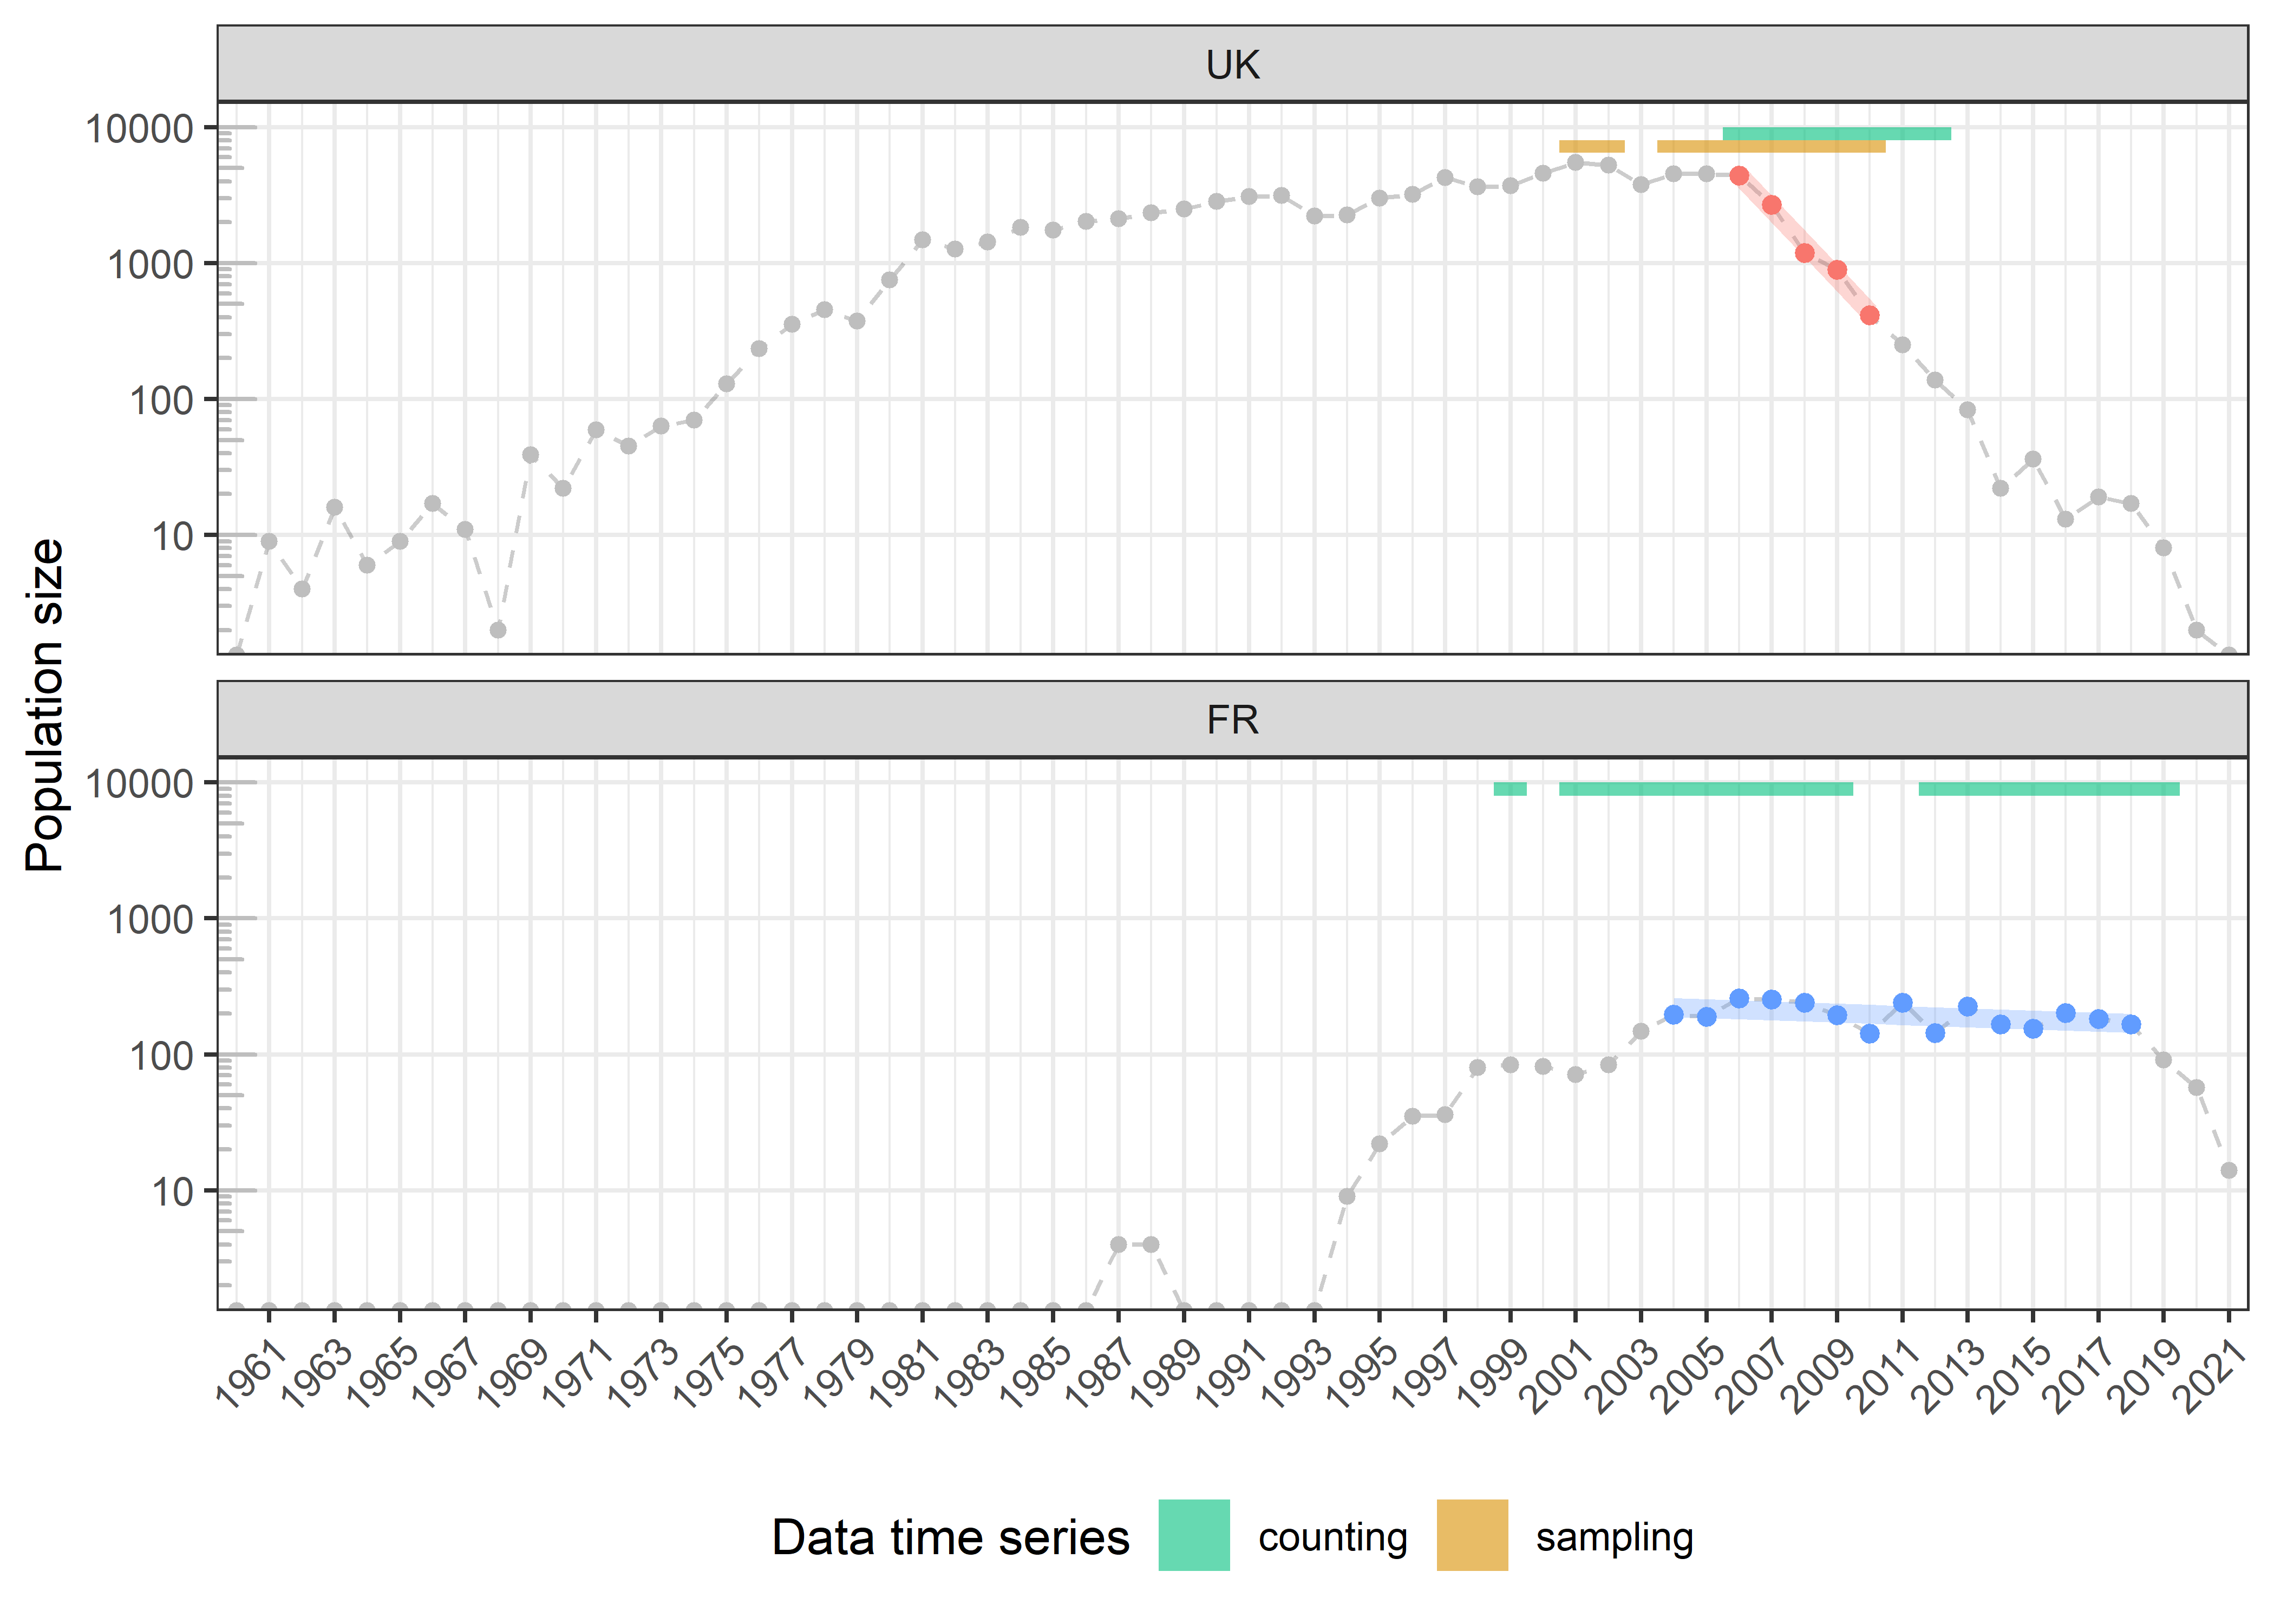 UK
10000
1000
100
10
Population size
FR
10000
1000
100
10
1961 1963 1965 1967 1969 1971 1973 1975 1977 1979 1981 1983 1985 1987 1989 1991 1993 1995 1997 1999 2001 2003 2005 2007 2009 2011 2013 2015 2017 2019 2021
Data time series counting sampling